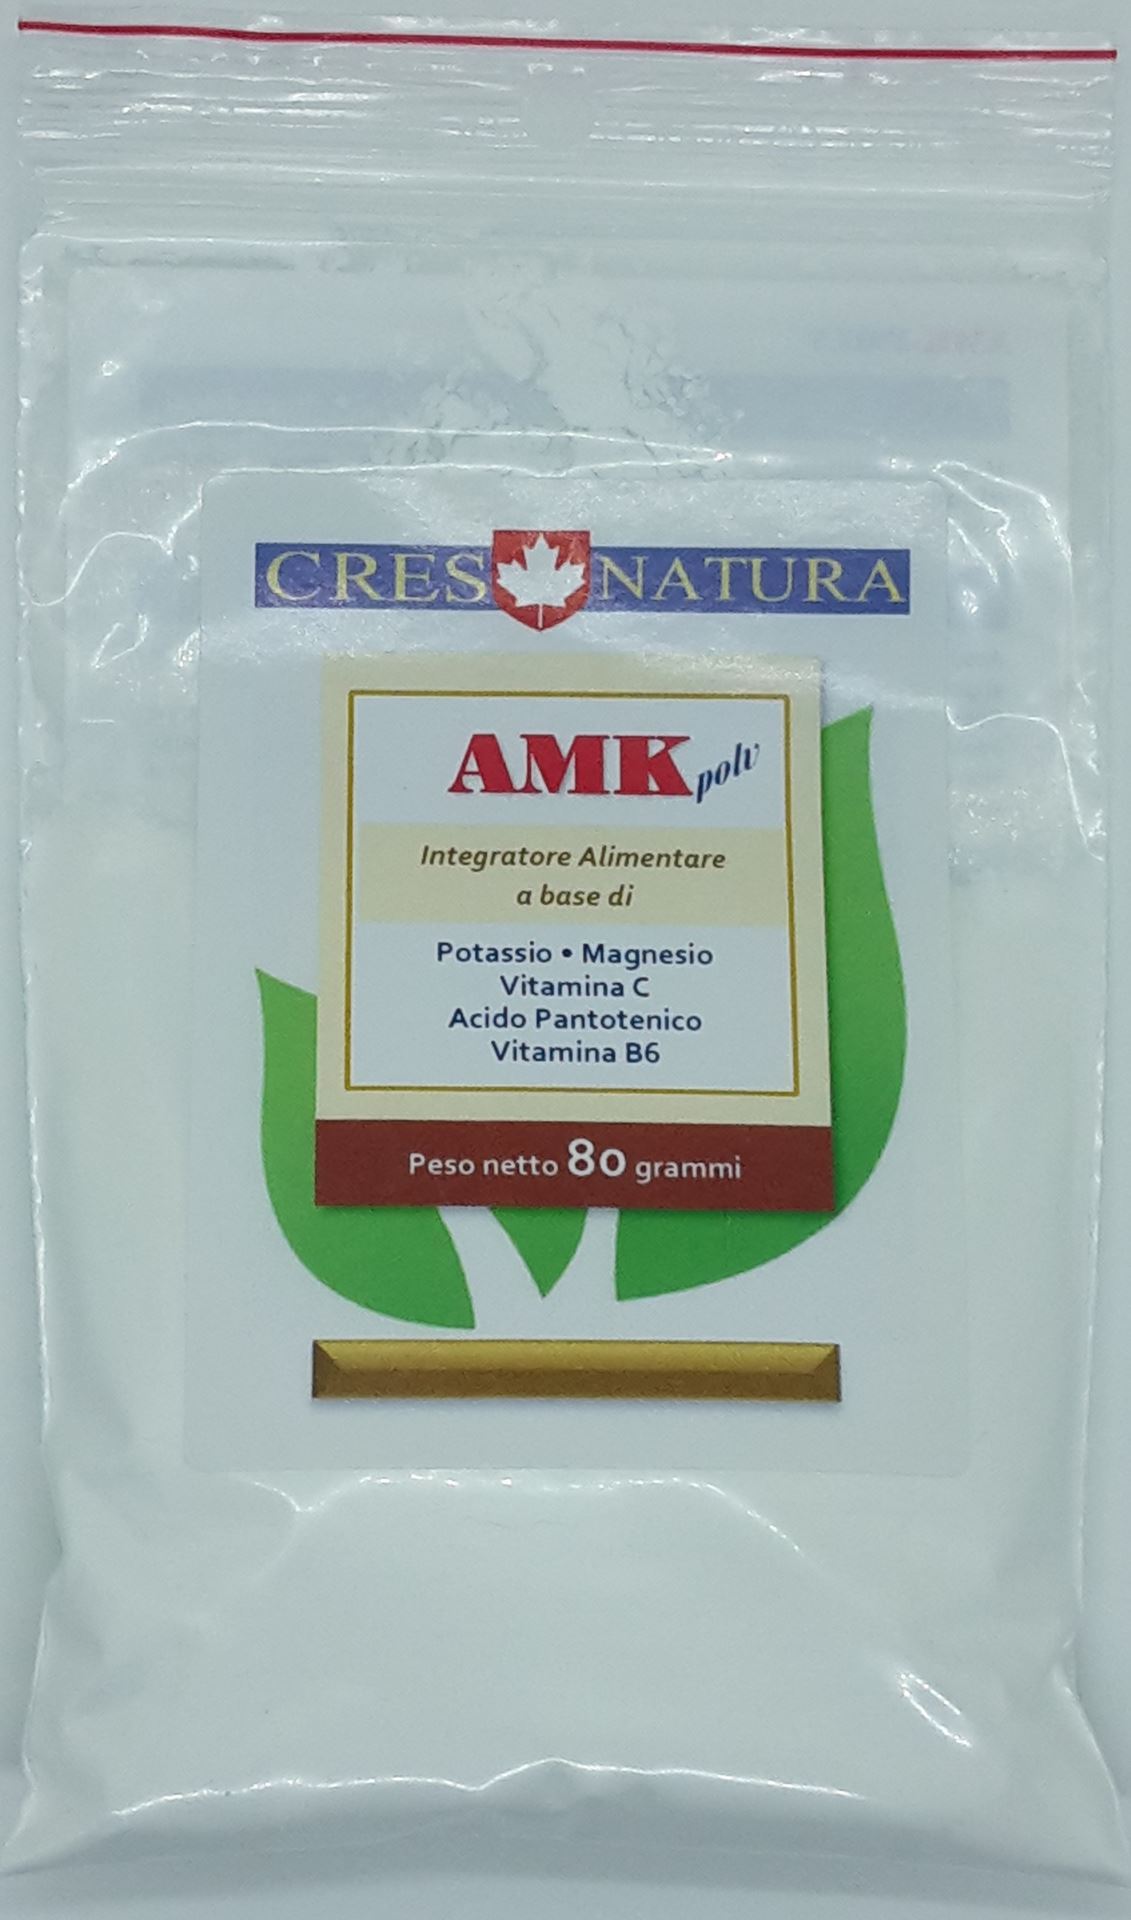 CRES NATURA
AMK polv
Integratore Alimentare
a base di
Potassio • Magnesio
Vitamina C
Acido Pantotenico
Vitamina B6
Peso netto 80 grammi